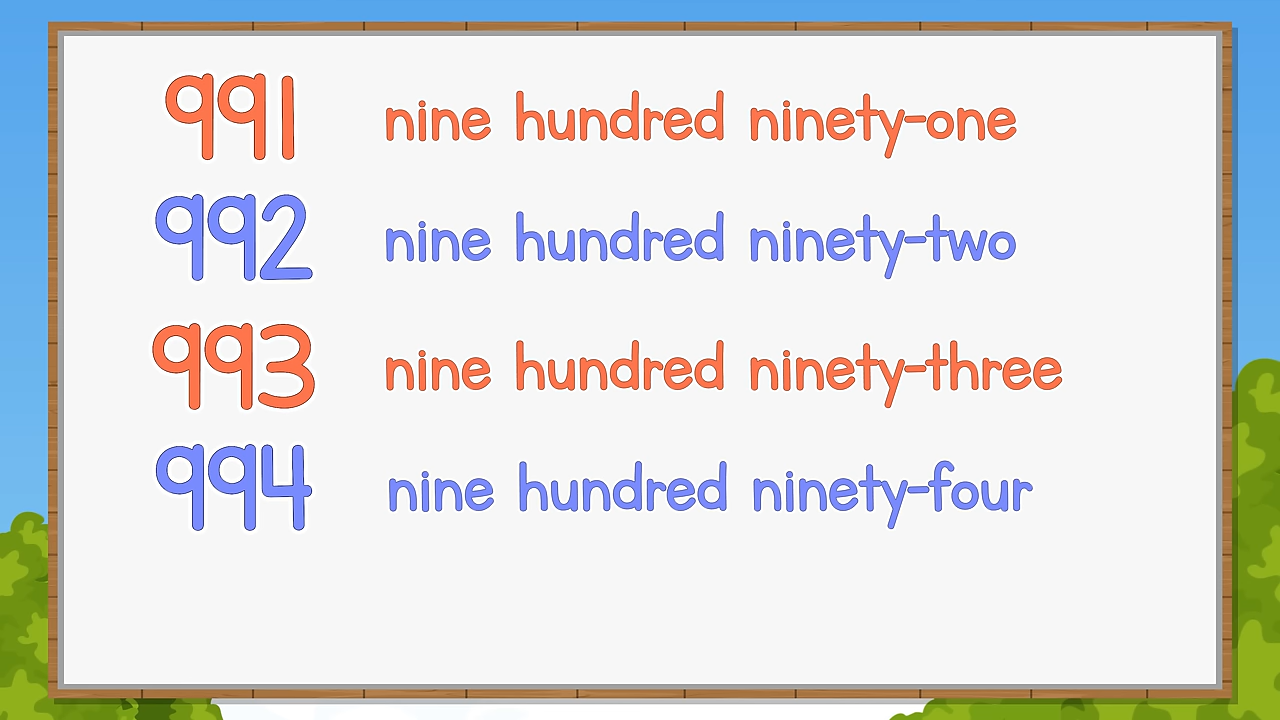 991 nine hundred ninety-one
992 nine hundred ninety-two
993 nine hundred ninety-three
994 nine hundred ninety-four